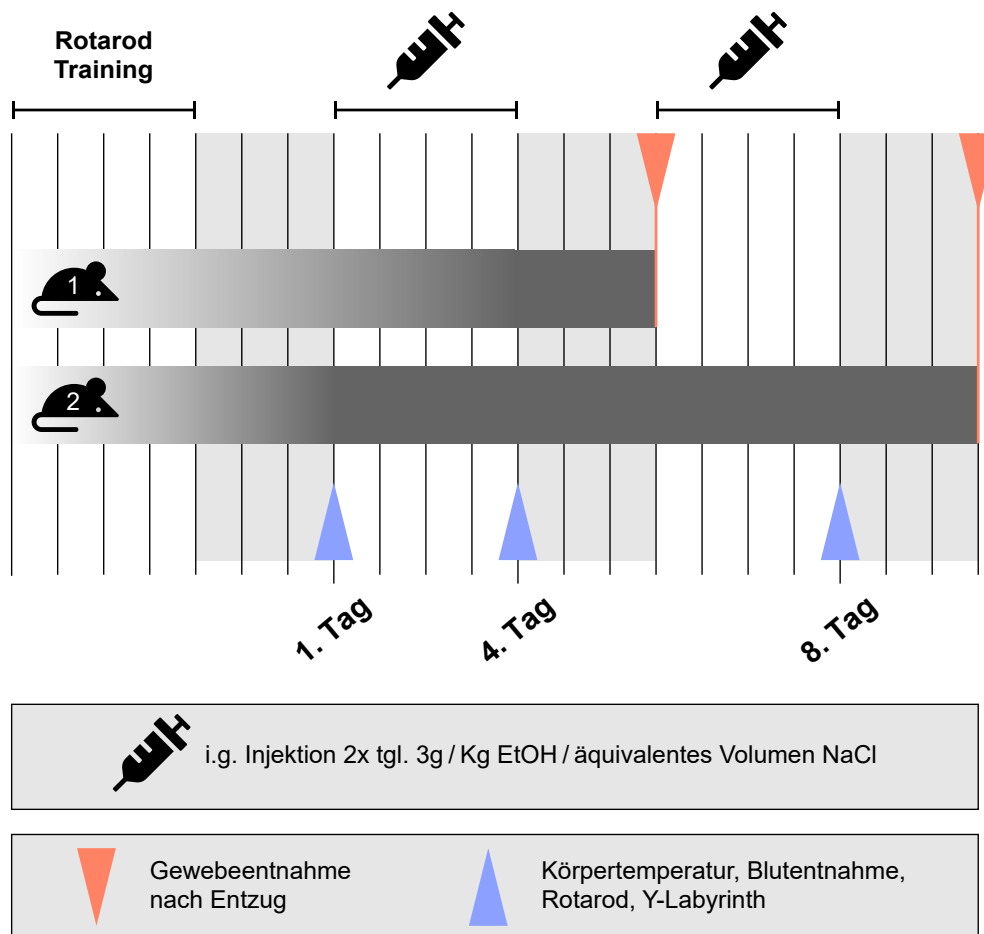 Rotarod
Training
1
2
1. Tag
4. Tag
8. Tag
i.g. Injektion 2x tgl. 3g / Kg EtOH / äquivalentes Volumen NaCl
Gewebeentnahme
nach Entzug
Körpertemperatur, Blutentnahme,
Rotarod, Y-Labyrinth